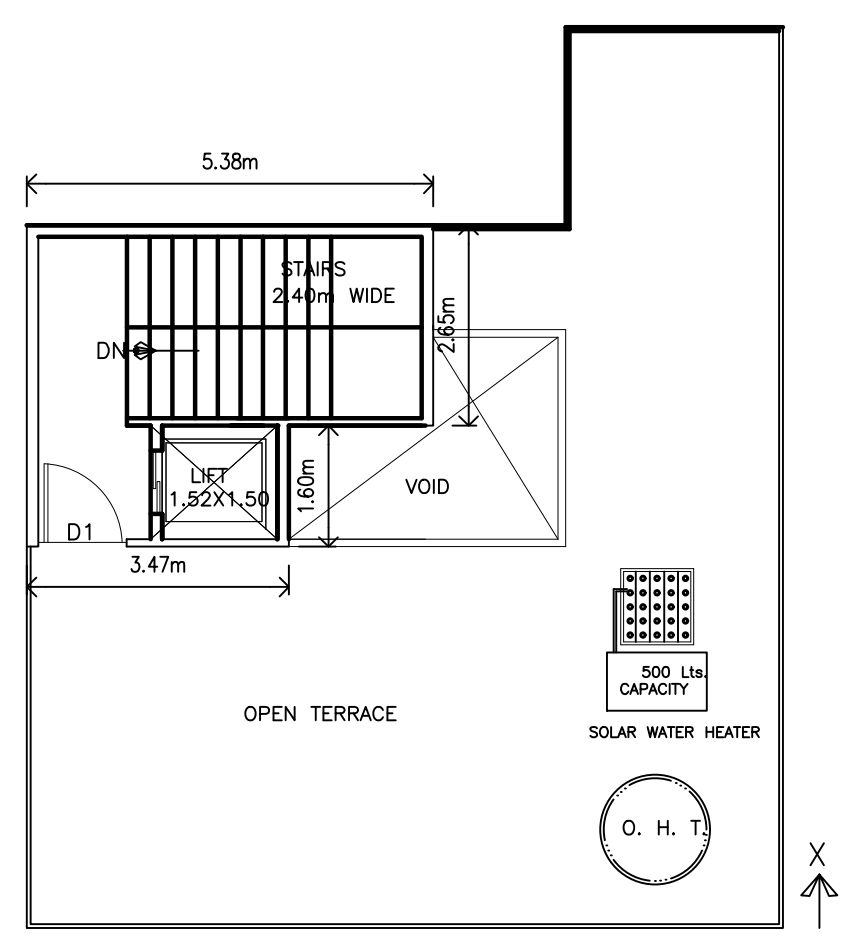 5.38m
STAIRS
2.40m WIDE
2.65m
DN
LIFT
1.52X1.50
1.60m
VOID
D1
3.47m
500 Lts.
CAPACITY
OPEN TERRACE
SOLAR WATER HEATER
O. H. T.
X